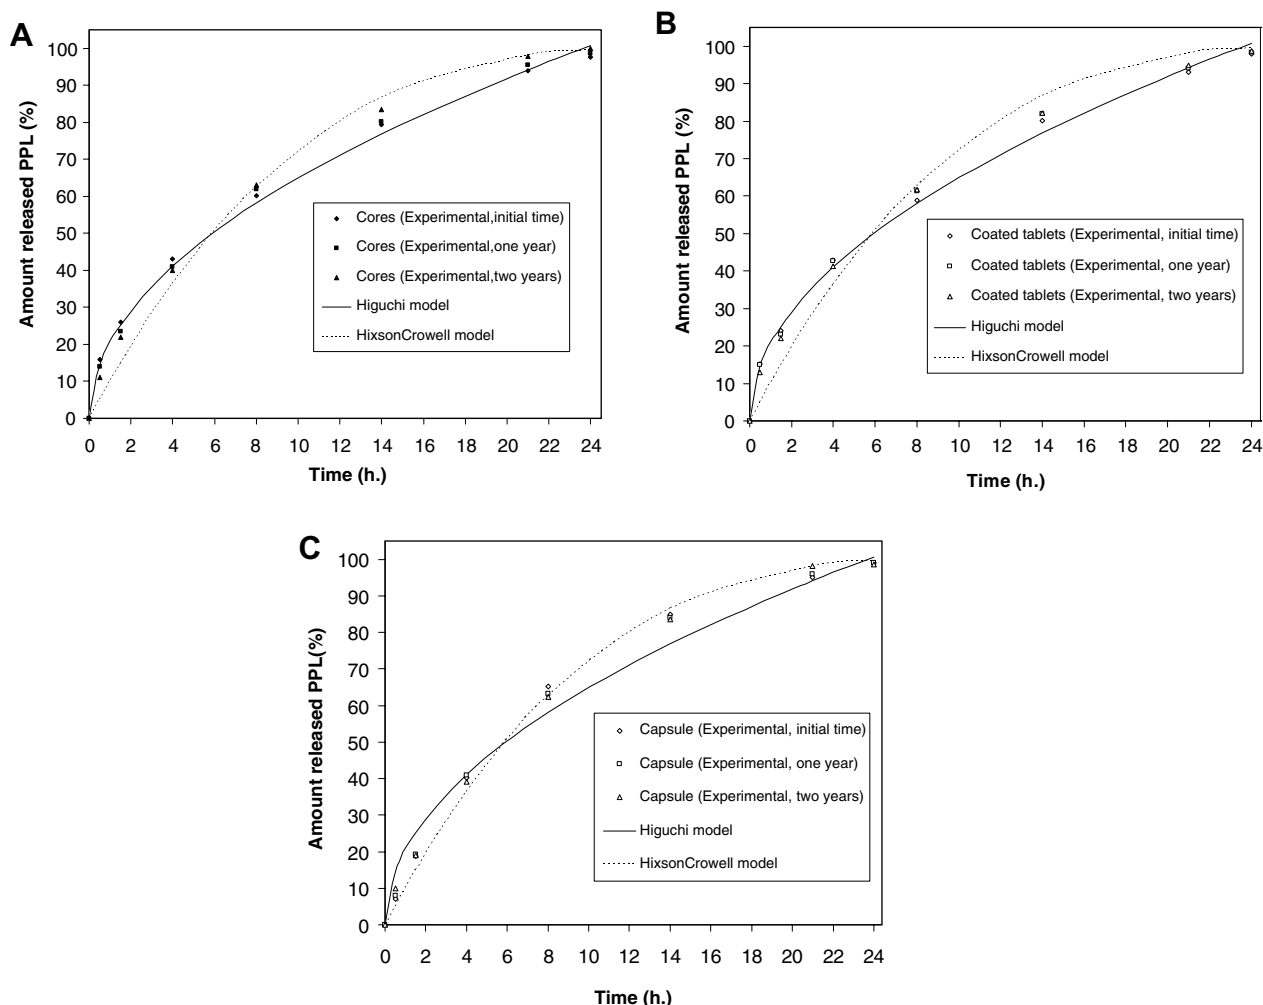 A
Amount released PPL (%)
100
90
80
70
60
50
40
30
20
10
0
Cores (Experimental,initial time)
Cores (Experimental,one year)
Cores (Experimental,two years)
Higuchi model
HixsonCrowell model
0 2 4 6 8 10 12 14 16 18 20 22 24
Time (h.)
B
Amount released PPL (%)
100
90
80
70
60
50
40
30
20
10
0
Coated tablets (Experimental, initial time)
Coated tablets (Experimental, one year)
Coated tablets (Experimental, two years)
Higuchi model
HixsonCrowell model
0 2 4 6 8 10 12 14 16 18 20 22 24
Time (h.)
C
Amount released PPL(%)
100
90
80
70
60
50
40
30
20
10
0
Capsule (Experimental, initial time)
Capsule (Experimental, one year)
Capsule (Experimental, two years)
Higuchi model
HixsonCrowell model
0 2 4 6 8 10 12 14 16 18 20 22 24
Time (h.)